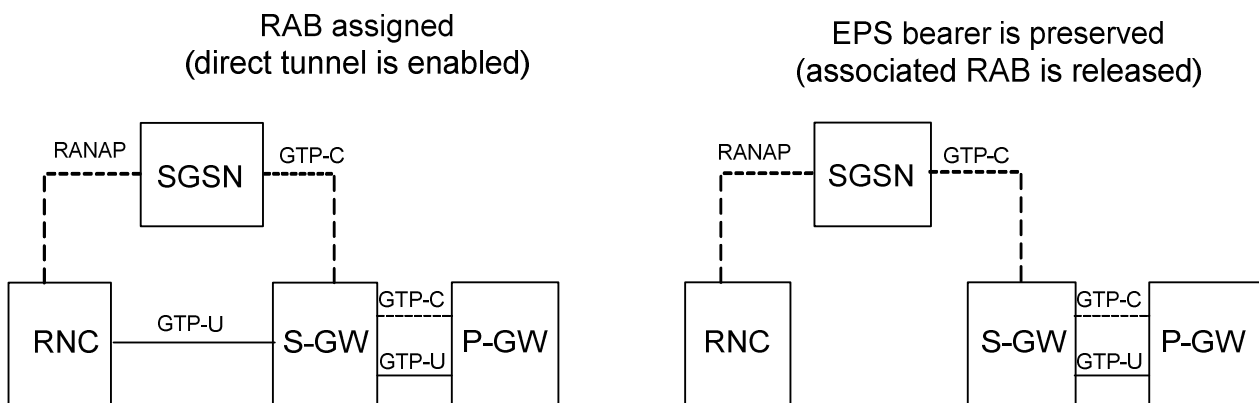 RAB assigned
(direct tunnel is enabled)
RANAP
SGSN
GTP-C
RNC
GTP-U
S-GW
GTP-C
GTP-U
P-GW
EPS bearer is preserved
(associated RAB is released)
RANAP
SGSN
GTP-C
RNC
S-GW
GTP-C
GTP-U
P-GW